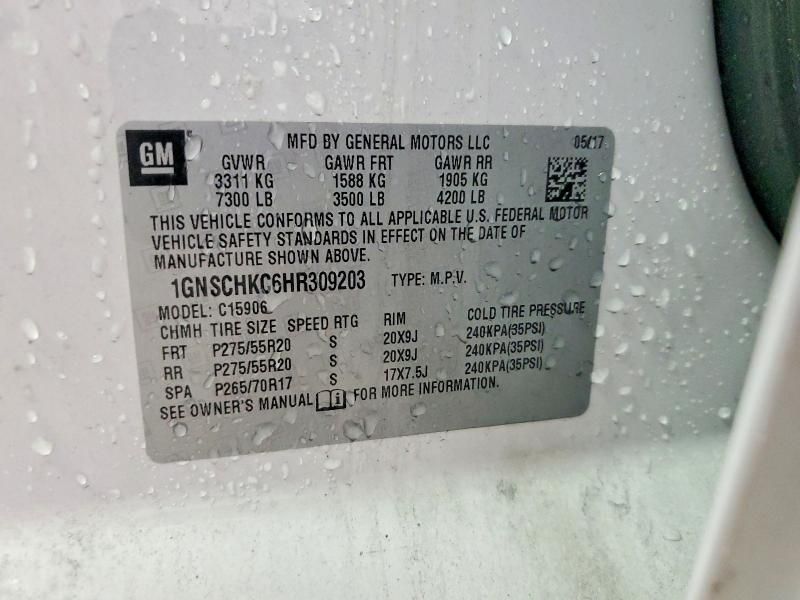 GM
MFD BY GENERAL MOTORS LLC 05/17
GVWR GAWR FRT GAWR RR
3311 KG 1588 KG 1905 KG
7300 LB 3500 LB 4200 LB
THIS VEHICLE CONFORMS TO ALL APPLICABLE U.S. FEDERAL MOTOR
VEHICLE SAFETY STANDARDS IN EFFECT ON THE DATE OF
MANUFACTURE SHOWN ABOVE.
1GNSCHKC6HR309203 TYPE: M.P.V.
MODEL: C15906
CHMH TIRE SIZE SPEED RTG RIM COLD TIRE PRESSURE
FRT P275/55R20 S 20X9J 240KPA(35PSI)
RR P275/55R20 S 20X9J 240KPA(35PSI)
SPA P265/70R17 S 17X7.5J 240KPA(35PSI)
SEE OWNER'S MANUAL i FOR MORE INFORMATION.